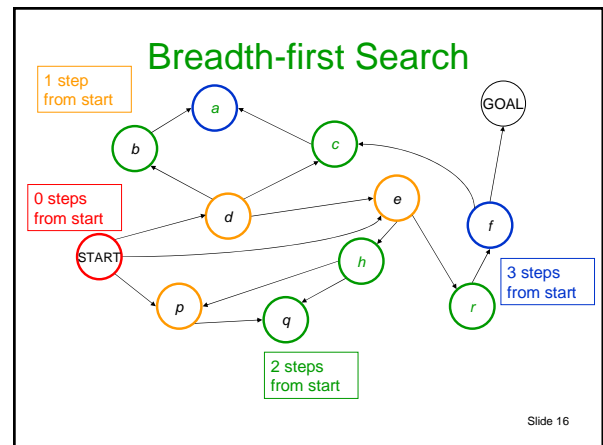 Breadth-first Search
1 step
from start
a
GOAL
b
c
0 steps
from start
d
e
f
START
h
3 steps
from start
p
q
r
2 steps
from start
Slide 16